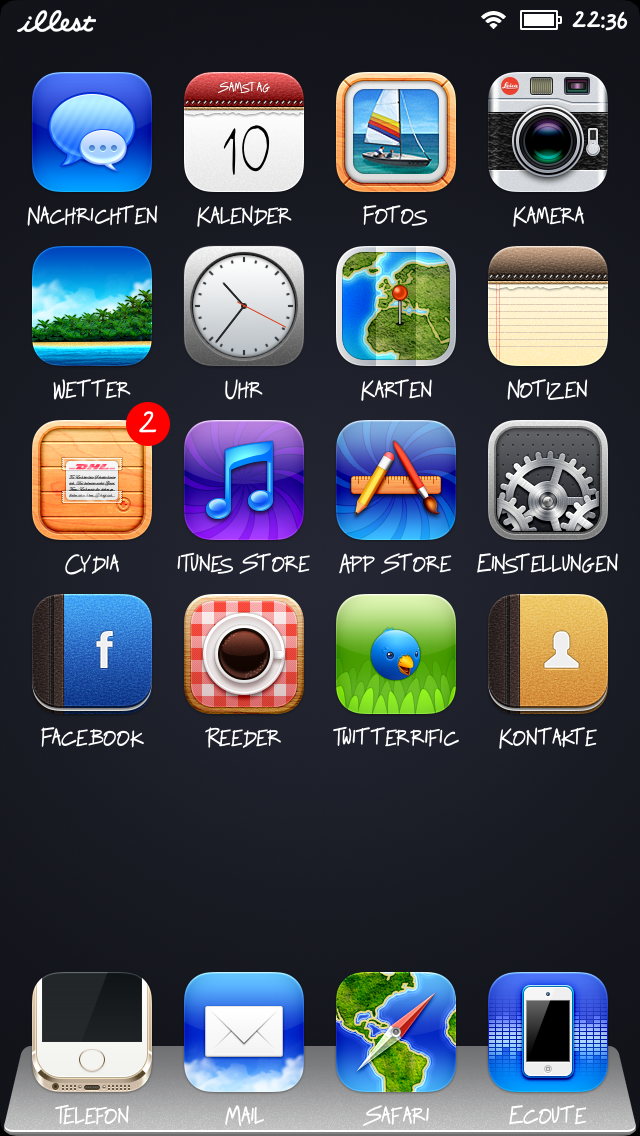 illest 22:36
SAMSTAG
10
Leica
NACHRICHTEN KALENDER FOTOS KAMERA
WETTER UHR KARTEN NOTIZEN
2
DHL
CYDIA ITUNES STORE APP STORE EINSTELLUNGEN
f
FACEBOOK REEDER TWITTERRIFIC KONTAKTE
TELEFON MAIL SAFARI ECOUTE